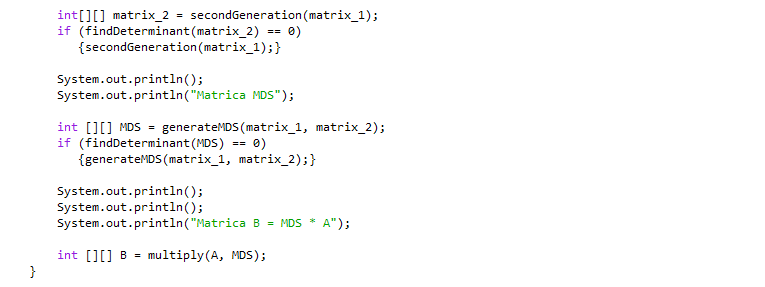 int[][] matrix_2 = secondGeneration(matrix_1);
if (findDeterminant(matrix_2) == 0)
{secondGeneration(matrix_1);}
System.out.println();
System.out.println("Matrica MDS");
int [][] MDS = generateMDS(matrix_1, matrix_2);
if (findDeterminant(MDS) == 0)
{generateMDS(matrix_1, matrix_2);}
System.out.println();
System.out.println();
System.out.println("Matrica B = MDS * A");
int [][] B = multiply(A, MDS);
}